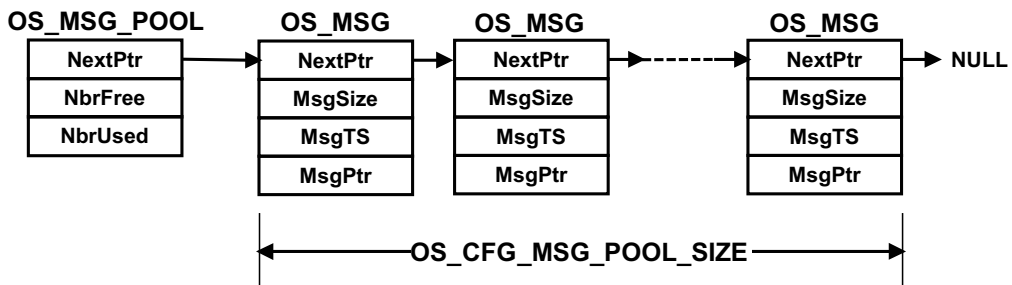 OS_MSG_POOL
NextPtr
NbrFree
NbrUsed
OS_MSG
NextPtr
MsgSize
MsgTS
MsgPtr
OS_MSG
NextPtr
MsgSize
MsgTS
MsgPtr
OS_MSG
NextPtr
MsgSize
MsgTS
MsgPtr
NULL
OS_CFG_MSG_POOL_SIZE